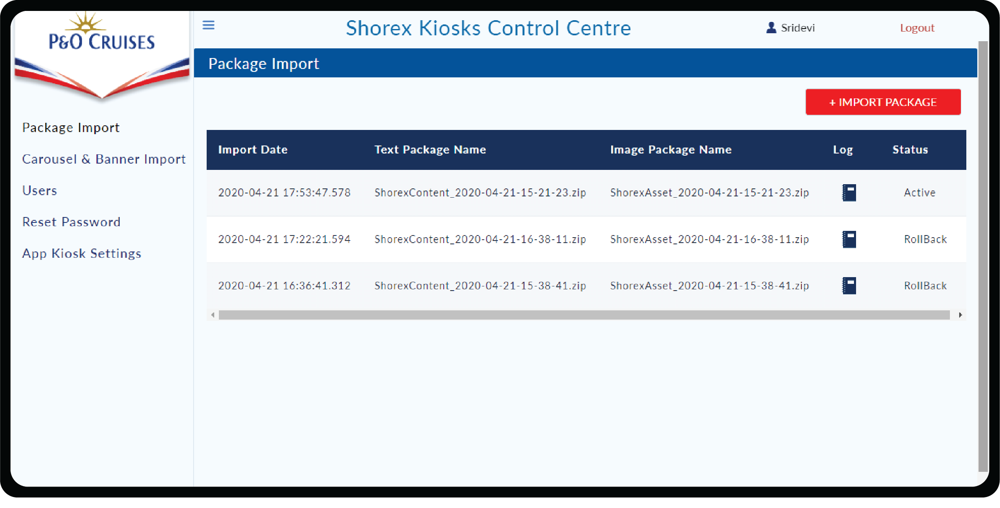 P&O CRUISES
Shorex Kiosks Control Centre
Sridevi
Logout
Package Import
+ IMPORT PACKAGE
Package Import
Carousel & Banner Import
Users
Reset Password
App Kiosk Settings
Import Date Text Package Name Image Package Name Log Status
2020-04-21 17:53:47.578 ShorexContent_2020-04-21-15-21-23.zip ShorexAsset_2020-04-21-15-21-23.zip Active
2020-04-21 17:22:21.594 ShorexContent_2020-04-21-16-38-11.zip ShorexAsset_2020-04-21-16-38-11.zip RollBack
2020-04-21 16:36:41.312 ShorexContent_2020-04-21-15-38-41.zip ShorexAsset_2020-04-21-15-38-41.zip RollBack